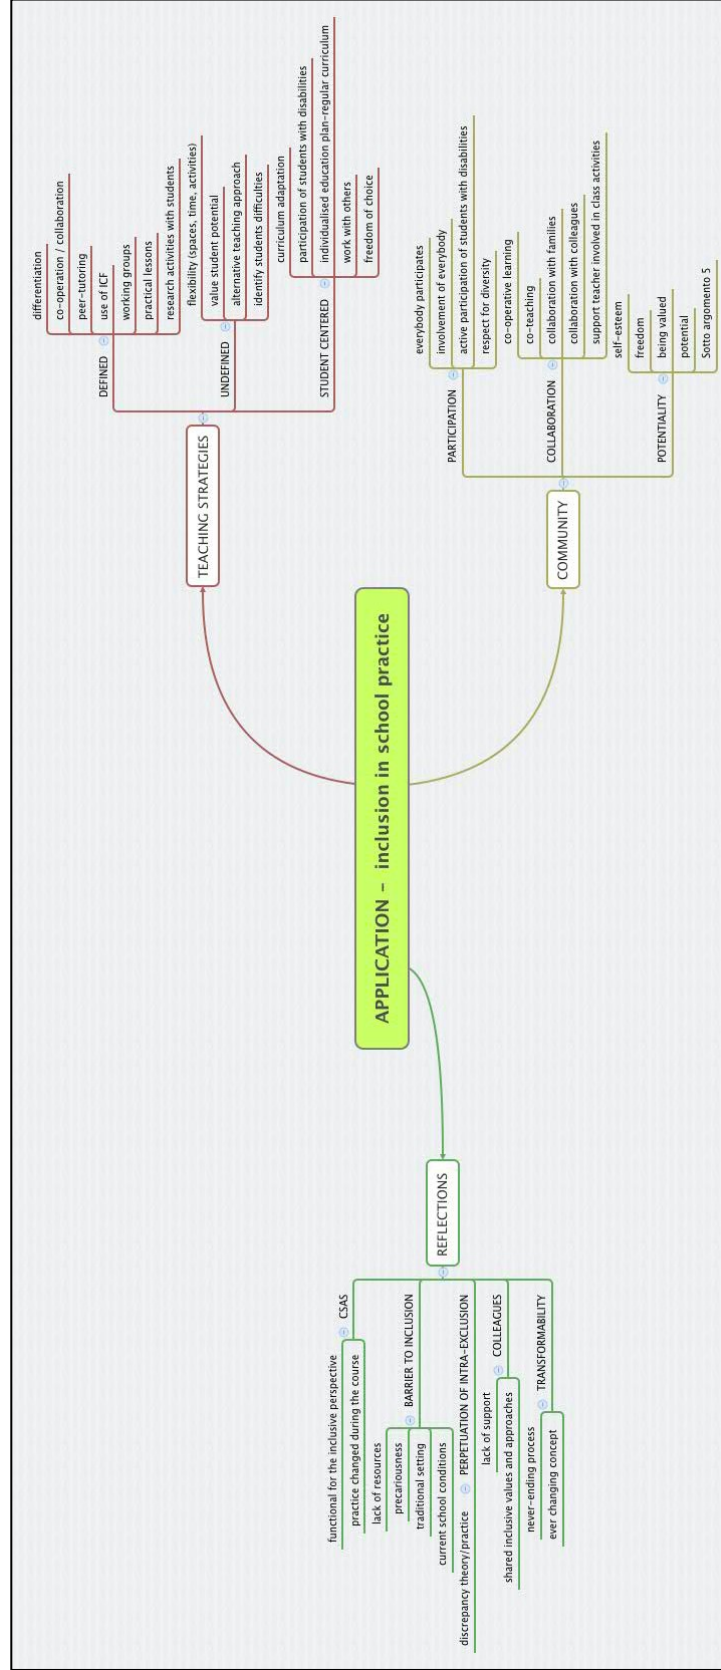 APPLICATION – inclusion in school practice
TEACHING STRATEGIES
DEFINED
differentiation
co-operation / collaboration
peer-tutoring
use of ICF
working groups
practical lessons
research activities with students
UNDEFINED
flexibility (spaces, time, activities)
value student potential
alternative teaching approach
identify students difficulties
STUDENT CENTERED
curriculum adaptation
participation of students with disabilities
individualised education plan-regular curriculum
work with others
freedom of choice
COMMUNITY
PARTICIPATION
everybody participates
involvement of everybody
active participation of students with disabilities
respect for diversity
COLLABORATION
co-operative learning
co-teaching
collaboration with families
collaboration with colleagues
support teacher involved in class activities
POTENTIALITY
self-esteem
freedom
being valued
potential
Sotto argomento 5
REFLECTIONS
CSAS
functional for the inclusive perspective
practice changed during the course
BARRIER TO INCLUSION
lack of resources
precariousness
traditional setting
current school conditions
PERPETUATION OF INTRA-EXCLUSION
discrepancy theory/practice
COLLEAGUES
lack of support
shared inclusive values and approaches
TRANSFORMABILITY
never-ending process
ever changing concept